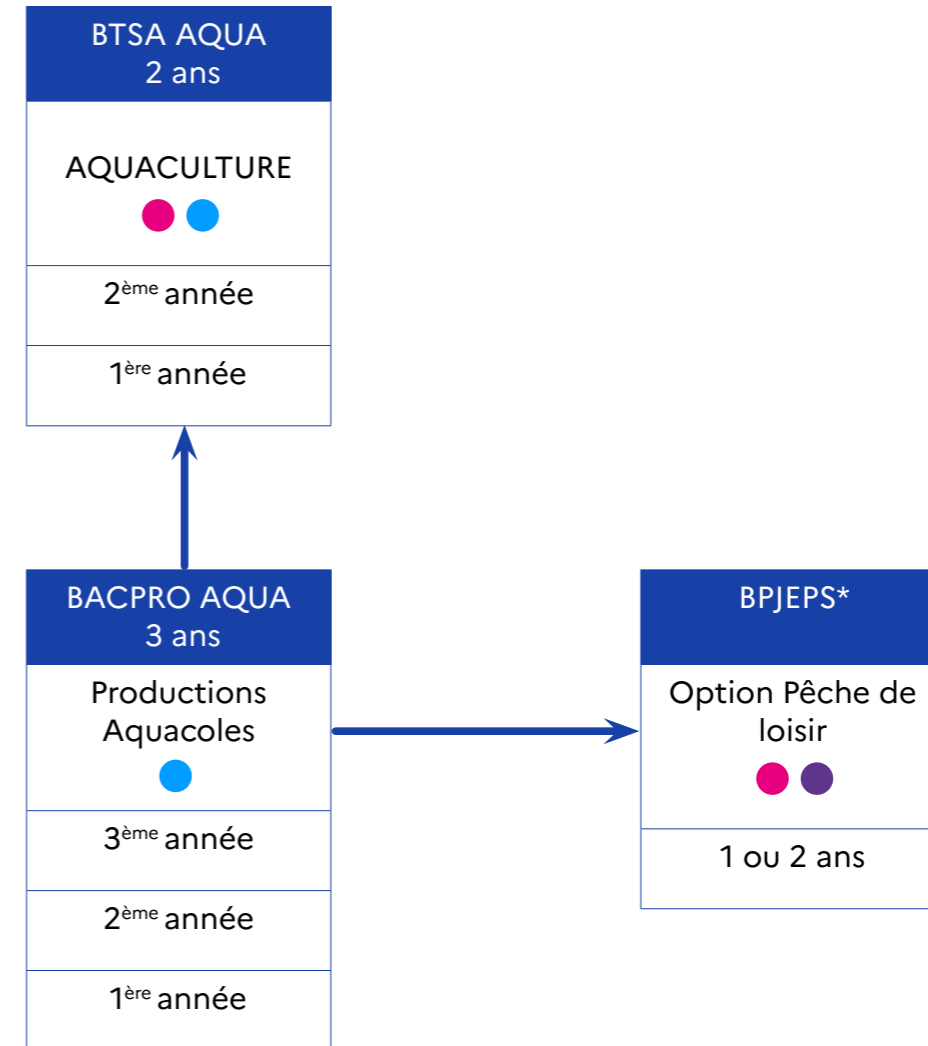 BTSA AQUA
2 ans
AQUACULTURE
2ème année
1ère année
BACPRO AQUA
3 ans
Productions
Aquacoles
3ème année
2ème année
1ère année
BPJEPS*
Option Pêche de
loisir
1 ou 2 ans